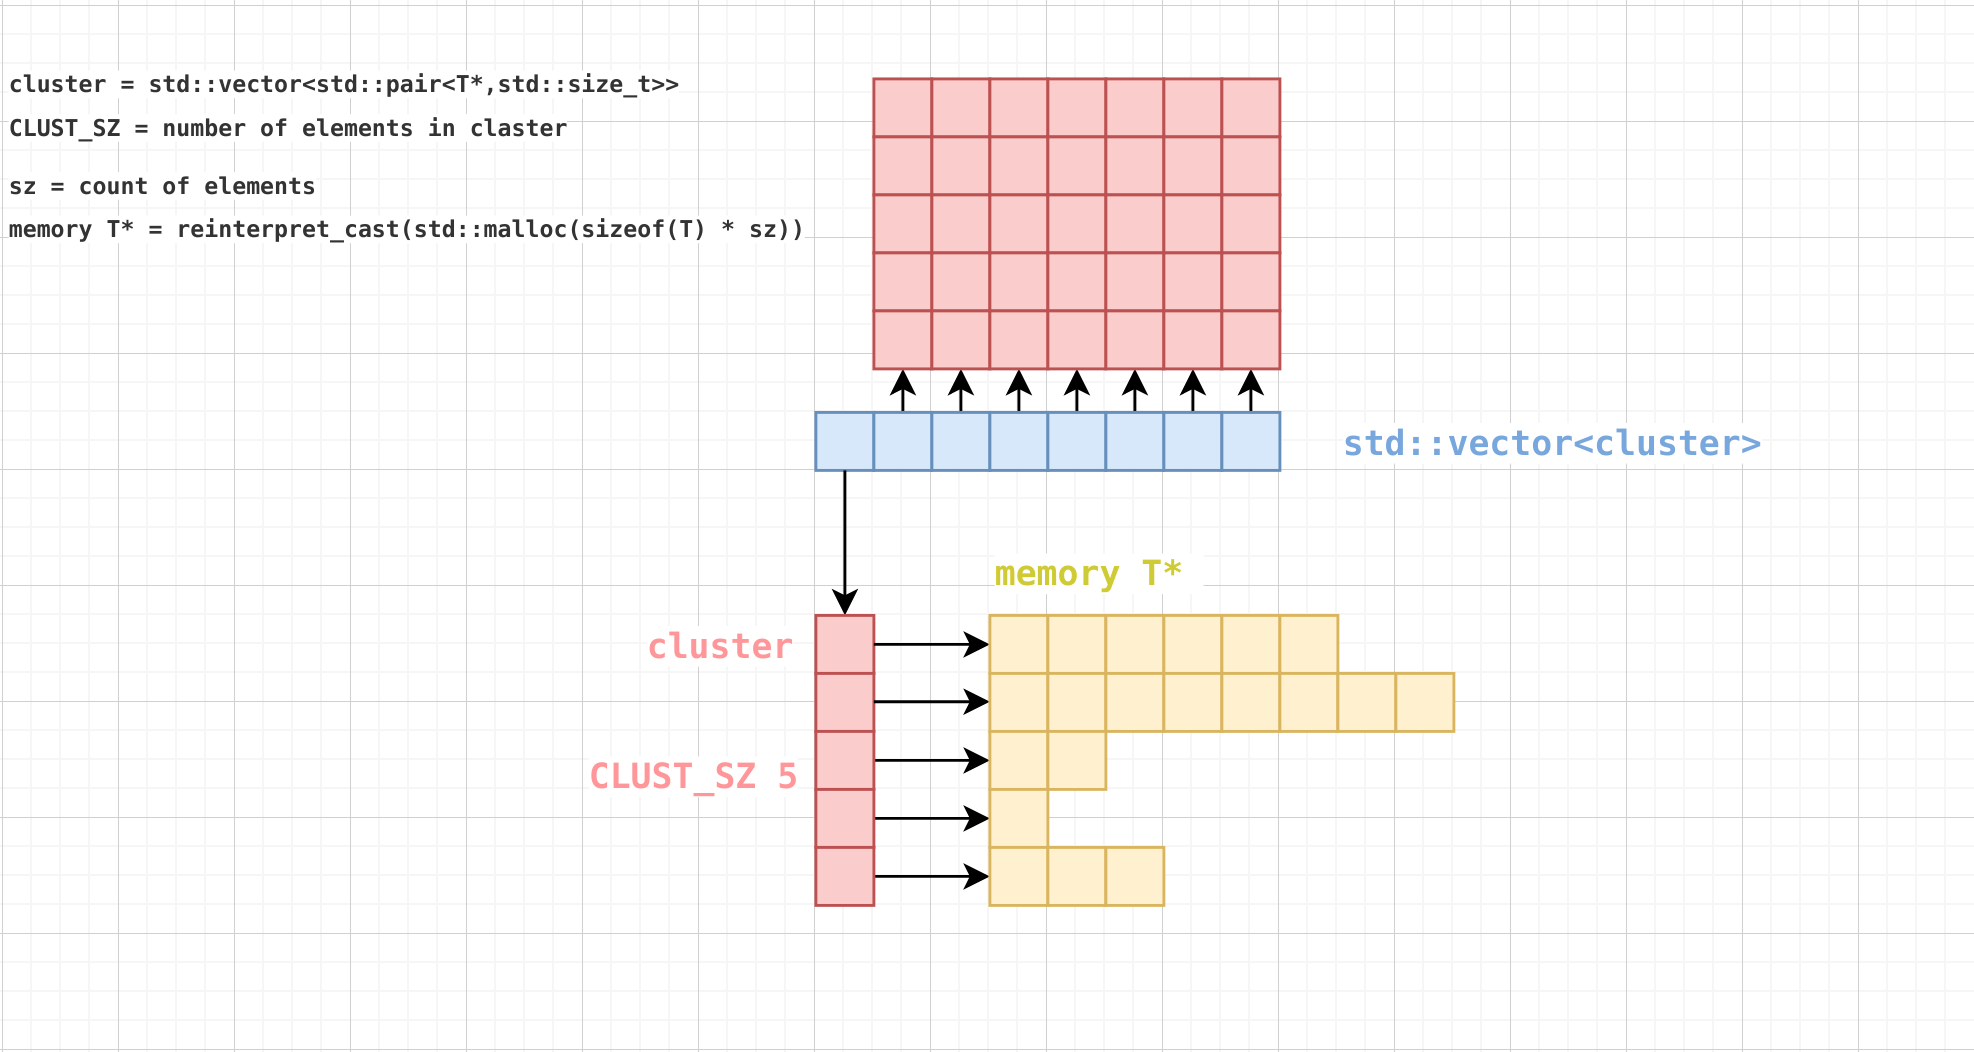 cluster = std::vector<std::pair<T*,std::size_t>>
CLUST_SZ = number of elements in claster
sz = count of elements
memory T* = reinterpret_cast(std::malloc(sizeof(T) * sz))
std::vector<cluster>
memory T*
cluster
CLUST_SZ 5